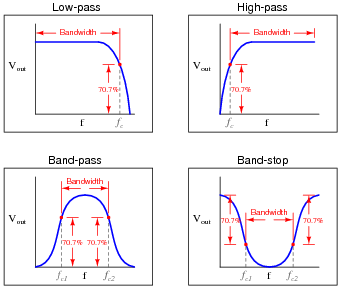 Low-pass
Bandwidth
Vout
70.7%
f
fc
High-pass
Bandwidth
Vout
70.7%
fc
f
Band-pass
Bandwidth
Vout
70.7%
70.7%
fc1
f
fc2
Band-stop
Vout
70.7%
Bandwidth
70.7%
fc1
f
fc2